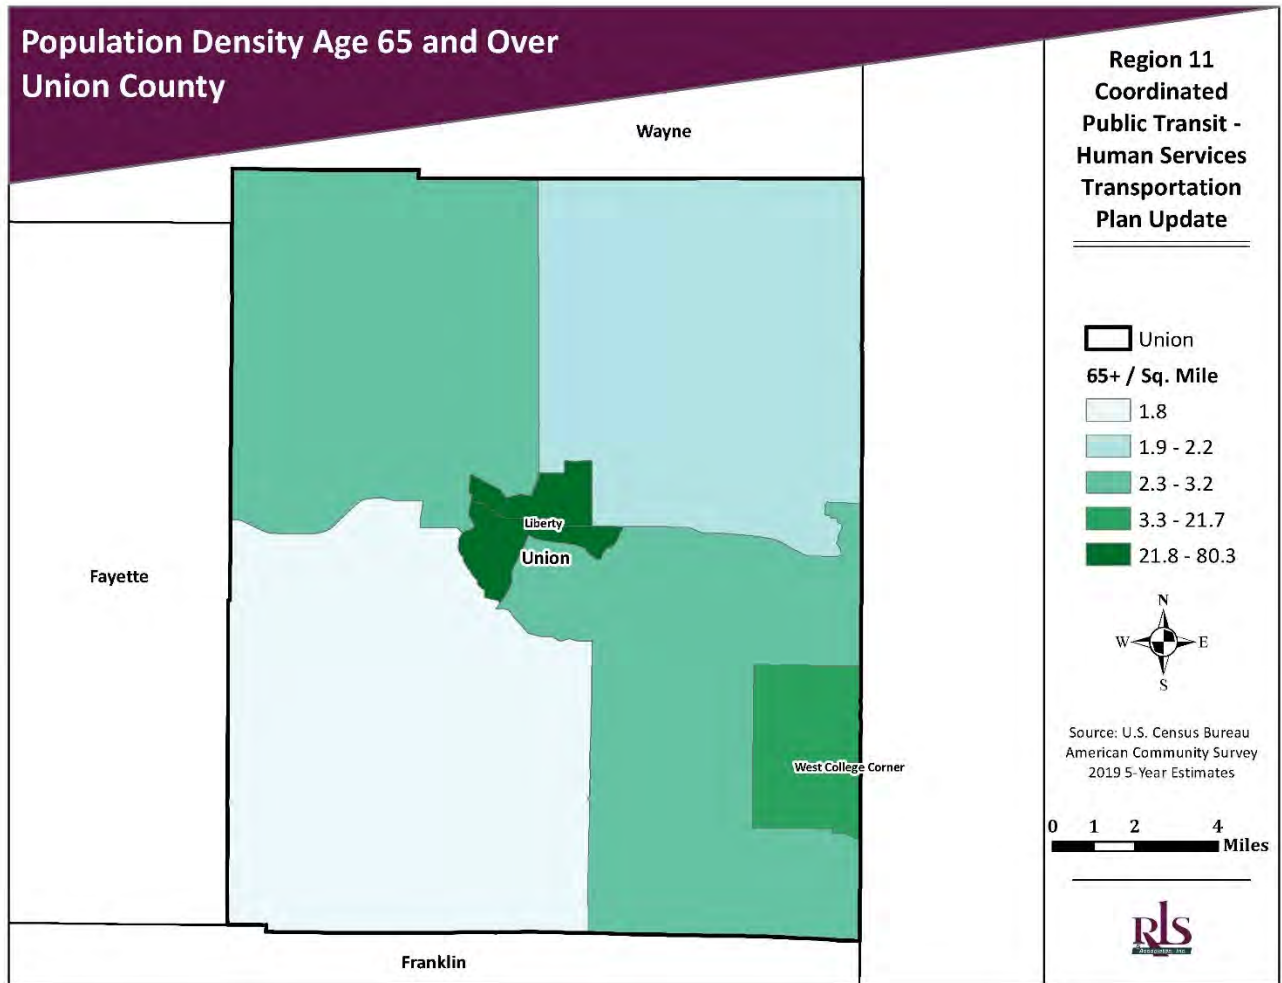 Population Density Age 65 and Over
Union County
Wayne
Fayette
Liberty
Union
West College Corner
Franklin
Region 11
Coordinated
Public Transit -
Human Services
Transportation
Plan Update
Union
65+ / Sq. Mile
1.8
1.9 - 2.2
2.3 - 3.2
3.3 - 21.7
21.8 - 80.3
N
W E
S
Source: U.S. Census Bureau
American Community Survey
2019 5-Year Estimates
0 1 2 4
Miles
RLS
& Associates, Inc.